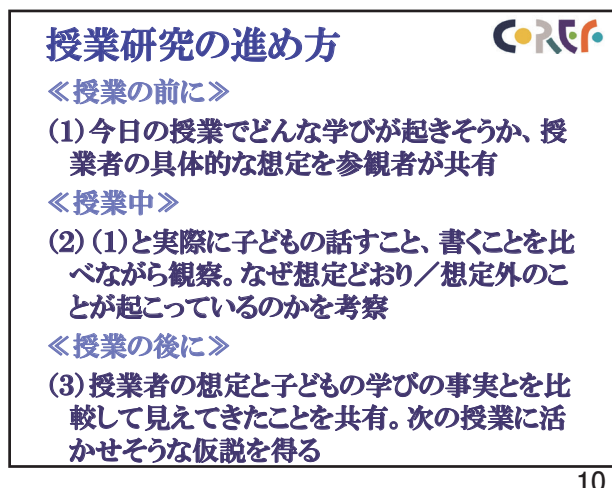 授業研究の進め方
CoREF
≪授業の前に≫
(1)今日の授業でどんな学びが起きそうか、授
業者の具体的な想定を参観者が共有
≪授業中≫
(2)(1)と実際に子どもの話すこと、書くことを比
べながら観察。なぜ想定どおり／想定外のこ
とが起こっているのかを考察
≪授業の後に≫
(3)授業者の想定と子どもの学びの事実とを比
較して見えてきたことを共有。次の授業に活
かせそうな仮説を得る
10